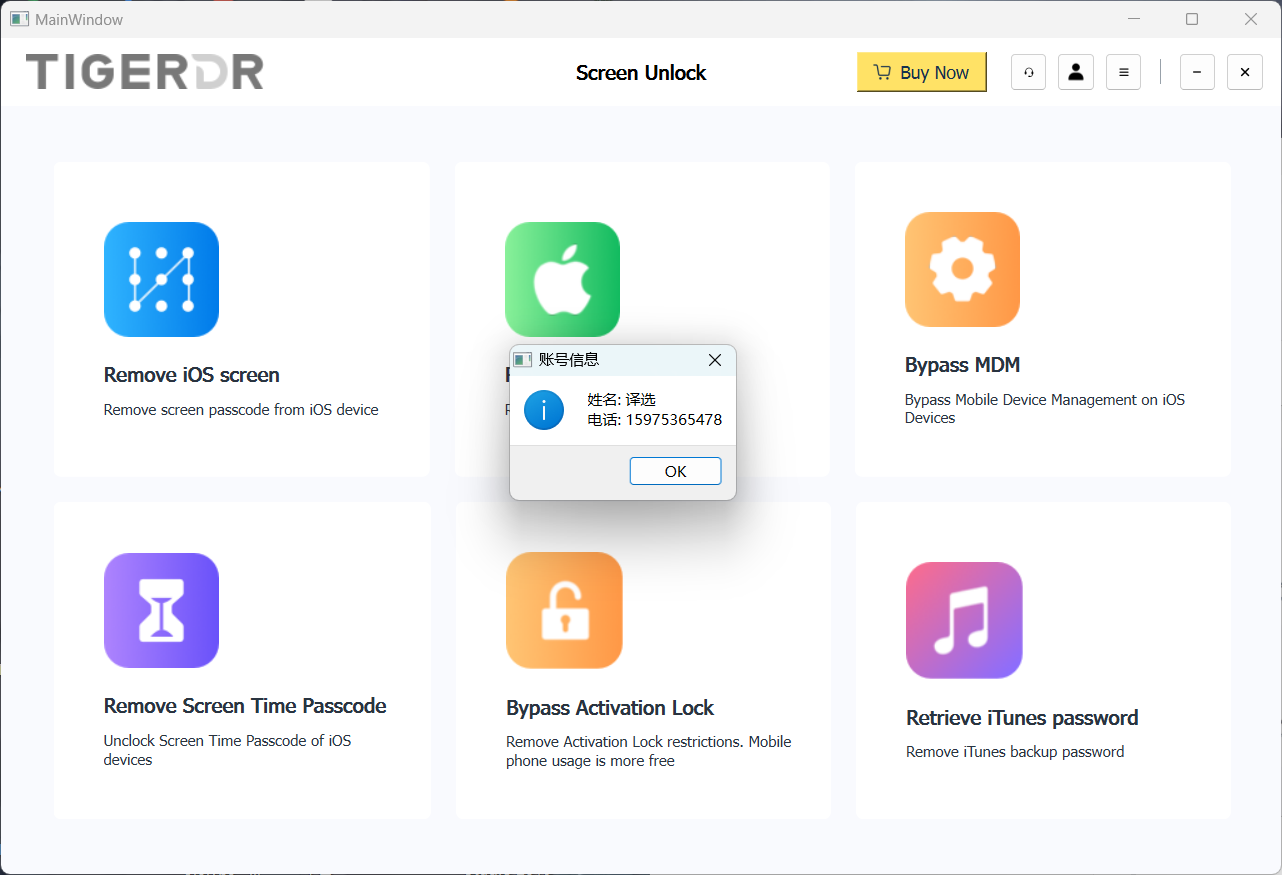 MainWindow
TIGERDR
Screen Unlock
Buy Now
Remove iOS screen
Remove screen passcode from iOS device
Bypass MDM
Bypass Mobile Device Management on iOS
Devices
账号信息
姓名: 译选
电话: 15975365478
OK
Remove Screen Time Passcode
Unclock Screen Time Passcode of iOS
devices
Bypass Activation Lock
Remove Activation Lock restrictions. Mobile
phone usage is more free
Retrieve iTunes password
Remove iTunes backup password